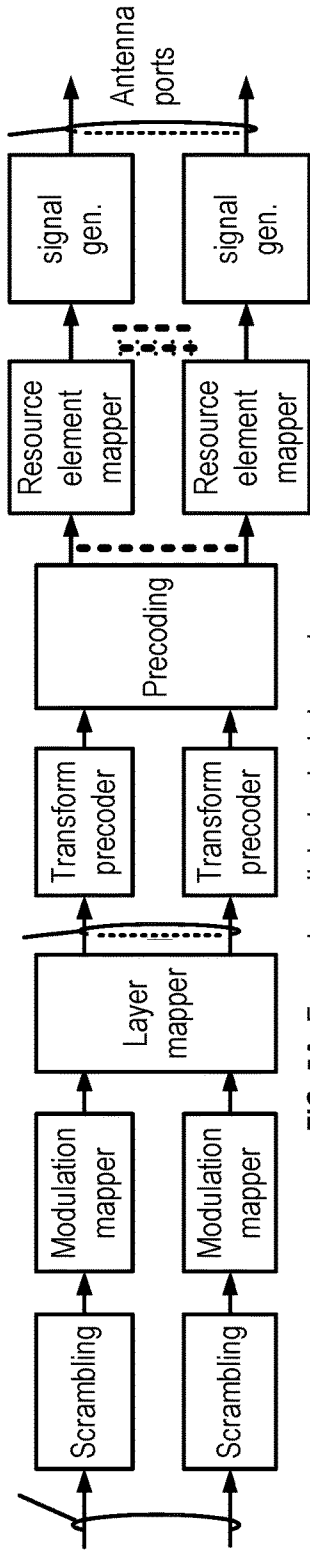 Scrambling
Modulation
mapper
Layer
mapper
Transform
precoder
Precoding
Resource
element
mapper
signal
gen.
Antenna
ports
Scrambling
Modulation
mapper
Transform
precoder
Resource
element
mapper
signal
gen.